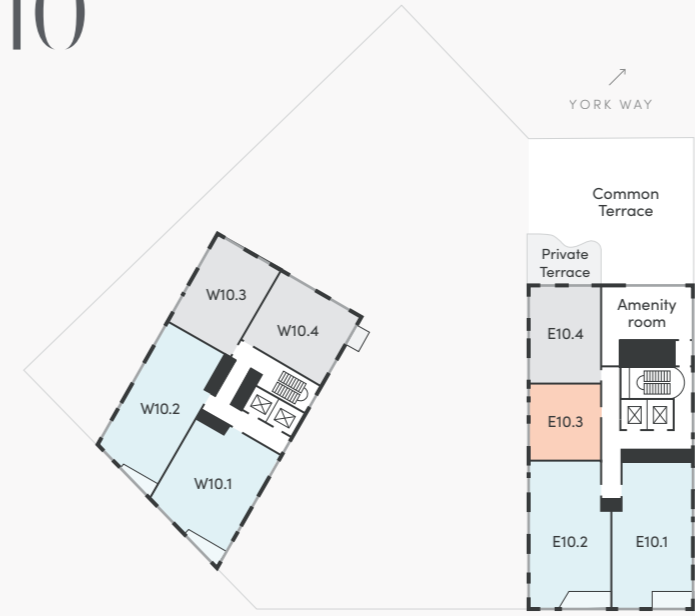 10
YORK WAY
Common
Terrace
Private
Terrace
Amenity
room
W10.3
W10.4
E10.4
W10.2
E10.3
W10.1
E10.2
E10.1